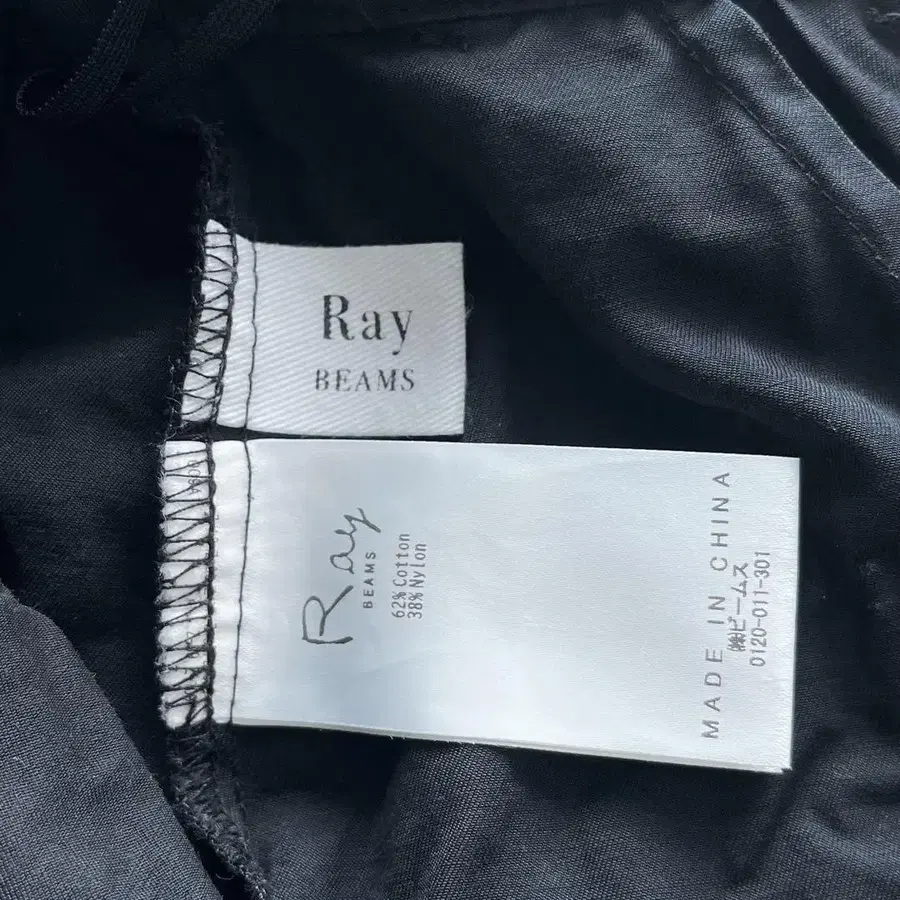 Ray
BEAMS
Ray
BEAMS
62% Cotton
38% Nylon
MADE IN CHINA
㈱ビームス
0120-011-301